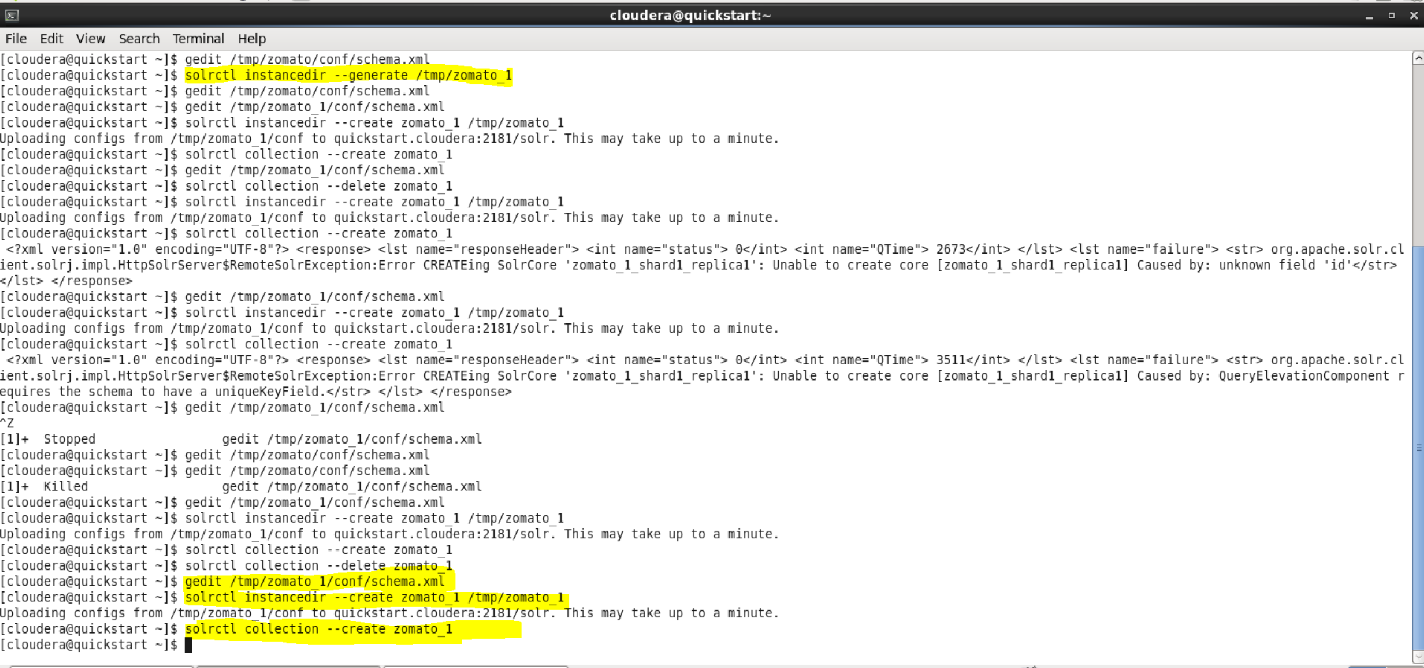 cloudera@quickstart:~
File Edit View Search Terminal Help
[cloudera@quickstart ~]$ gedit /tmp/zomato/conf/schema.xml
[cloudera@quickstart ~]$ solrctl instancedir --generate /tmp/zomato_1
[cloudera@quickstart ~]$ gedit /tmp/zomato/conf/schema.xml
[cloudera@quickstart ~]$ gedit /tmp/zomato_1/conf/schema.xml
[cloudera@quickstart ~]$ solrctl instancedir --create zomato_1 /tmp/zomato_1
Uploading configs from /tmp/zomato_1/conf to quickstart.cloudera:2181/solr. This may take up to a minute.
[cloudera@quickstart ~]$ solrctl collection --create zomato_1
[cloudera@quickstart ~]$ gedit /tmp/zomato_1/conf/schema.xml
[cloudera@quickstart ~]$ solrctl collection --delete zomato_1
[cloudera@quickstart ~]$ solrctl instancedir --create zomato_1 /tmp/zomato_1
Uploading configs from /tmp/zomato_1/conf to quickstart.cloudera:2181/solr. This may take up to a minute.
[cloudera@quickstart ~]$ solrctl collection --create zomato_1
<?xml version="1.0" encoding="UTF-8"?> <response> <lst name="responseHeader"> <int name="status"> 0</int> <int name="QTime"> 2673</int> </lst> <lst name="failure"> <str> org.apache.solr.cl
ient.solrj.impl.HttpSolrServer$RemoteSolrException:Error CREATEing SolrCore 'zomato_1_shard1_replica1': Unable to create core [zomato_1_shard1_replica1] Caused by: unknown field 'id'</str>
</lst> </response>
[cloudera@quickstart ~]$ gedit /tmp/zomato_1/conf/schema.xml
[cloudera@quickstart ~]$ solrctl instancedir --create zomato_1 /tmp/zomato_1
Uploading configs from /tmp/zomato_1/conf to quickstart.cloudera:2181/solr. This may take up to a minute.
[cloudera@quickstart ~]$ solrctl collection --create zomato_1
<?xml version="1.0" encoding="UTF-8"?> <response> <lst name="responseHeader"> <int name="status"> 0</int> <int name="QTime"> 3511</int> </lst> <lst name="failure"> <str> org.apache.solr.cl
ient.solrj.impl.HttpSolrServer$RemoteSolrException:Error CREATEing SolrCore 'zomato_1_shard1_replica1': Unable to create core [zomato_1_shard1_replica1] Caused by: QueryElevationComponent r
equires the schema to have a uniqueKeyField.</str> </lst> </response>
[cloudera@quickstart ~]$ gedit /tmp/zomato_1/conf/schema.xml
^Z
[1]+  Stopped                 gedit /tmp/zomato_1/conf/schema.xml
[cloudera@quickstart ~]$ gedit /tmp/zomato/conf/schema.xml
[cloudera@quickstart ~]$ gedit /tmp/zomato/conf/schema.xml
[1]+  Killed                  gedit /tmp/zomato_1/conf/schema.xml
[cloudera@quickstart ~]$ gedit /tmp/zomato_1/conf/schema.xml
[cloudera@quickstart ~]$ solrctl instancedir --create zomato_1 /tmp/zomato_1
Uploading configs from /tmp/zomato_1/conf to quickstart.cloudera:2181/solr. This may take up to a minute.
[cloudera@quickstart ~]$ solrctl collection --create zomato_1
[cloudera@quickstart ~]$ solrctl collection --delete zomato_1
[cloudera@quickstart ~]$ gedit /tmp/zomato_1/conf/schema.xml
[cloudera@quickstart ~]$ solrctl instancedir --create zomato_1 /tmp/zomato_1
Uploading configs from /tmp/zomato_1/conf to quickstart.cloudera:2181/solr. This may take up to a minute.
[cloudera@quickstart ~]$ solrctl collection --create zomato_1
[cloudera@quickstart ~]$